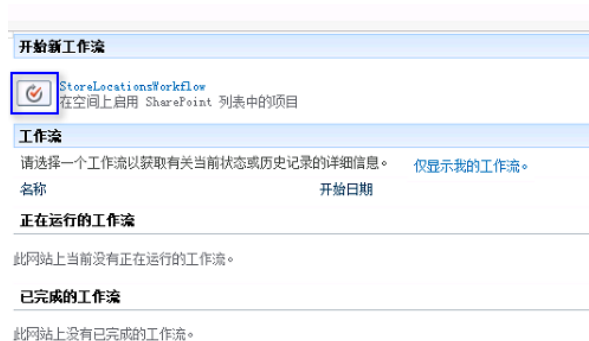 开始新工作流
StoreLocationsWorkflow
在空间上启用 SharePoint 列表中的项目
工作流
请选择一个工作流以获取有关当前状态或历史记录的详细信息。 仅显示我的工作流。
名称 开始日期
正在运行的工作流
此网站上当前没有正在运行的工作流。
已完成的工作流
此网站上没有已完成的工作流。